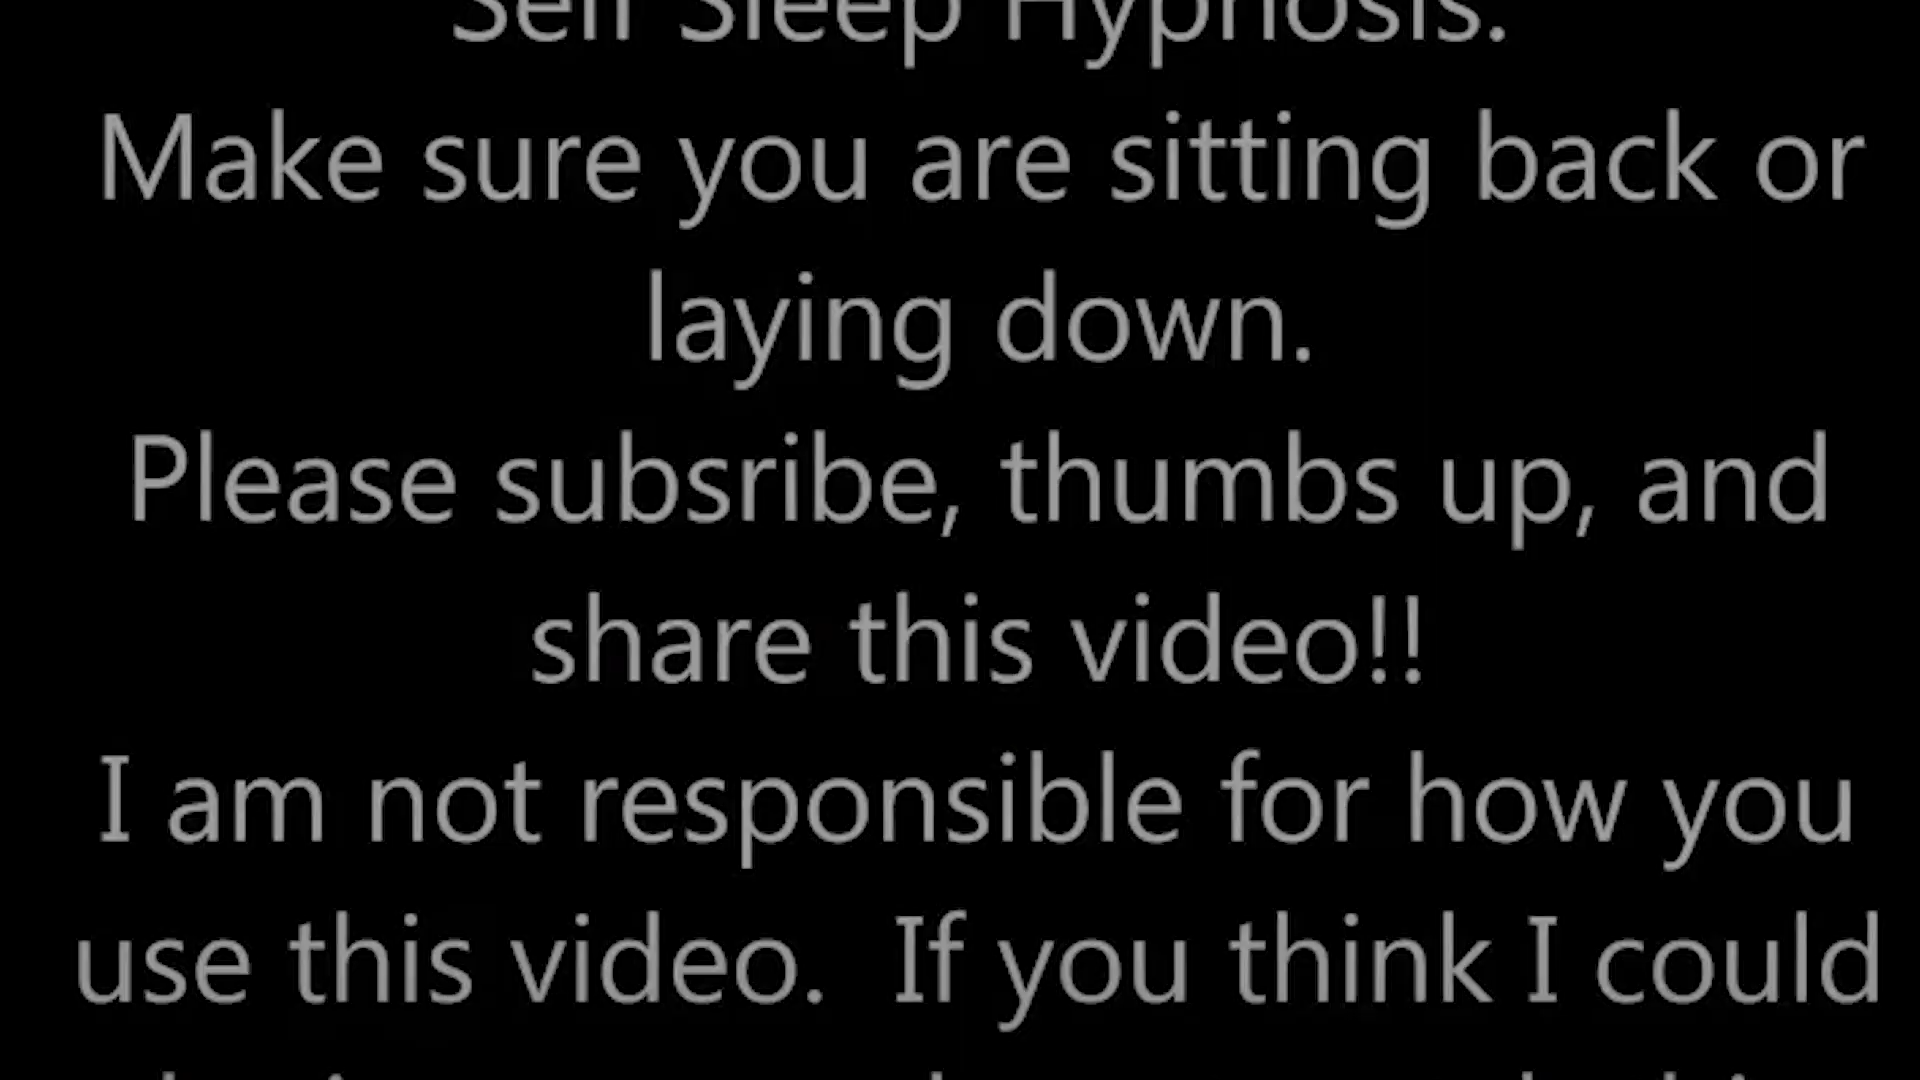 Self Sleep Hypnosis.
Make sure you are sitting back or
laying down.
Please subsribe, thumbs up, and
share this video!!
I am not responsible for how you
use this video.  If you think I could